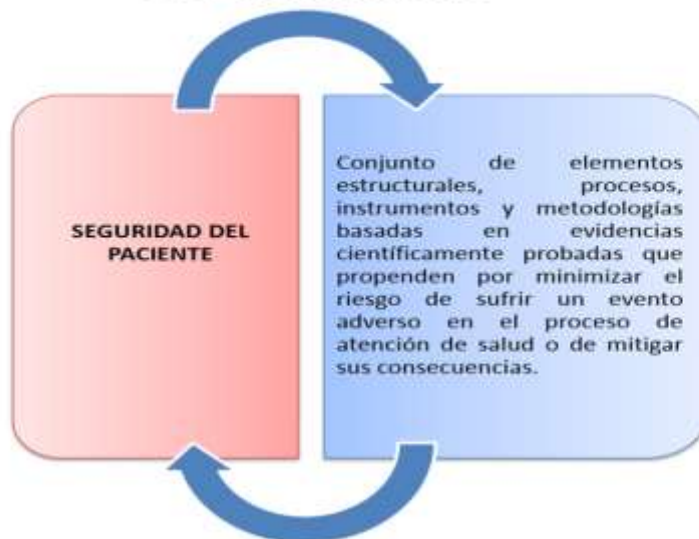 SEGURIDAD DEL
PACIENTE
Conjunto de elementos
estructurales, procesos,
instrumentos y metodologías
basadas en evidencias
científicamente probadas que
propenden por minimizar el
riesgo de sufrir un evento
adverso en el proceso de
atención de salud o de mitigar
sus consecuencias.